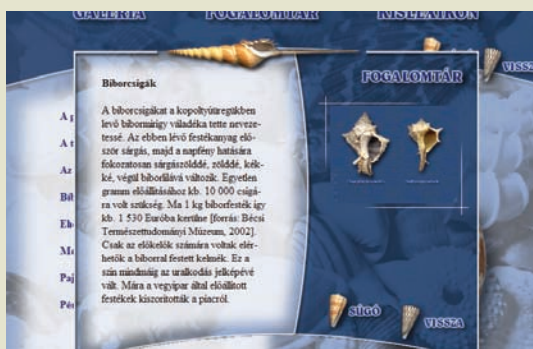 GALÉRIA FOGALOMTÁR KISLEXIKON
VISSZA
Bíborcsigák
FOGALOMTÁR
A bíborcsigákat a kopoltyúüregükben
levő bíbormirigy váladéka tette neveze-
tessé. Az ebben lévő festékanyag elő-
ször sárgás, majd a napfény hatására
fokozatosan sárgászölddé, zölddé, kék-
ké, végül bíborlilává változik. Egyetlen
gramm előállításához kb. 10 000 csigá-
ra volt szükség. Ma 1 kg bíborfesték így
kb. 1 530 Euróba kerülne [forrás: Bécsi
Természettudományi Múzeum, 2002].
Csak az előkelők számára voltak elér-
hetők a bíborral festett kelmék. Ez a
szín mindmáig az uralkodás jelképévé
vált. Mára a vegyipar által előállított
festékek kiszorították a piacról.
SÚGÓ
VISSZA